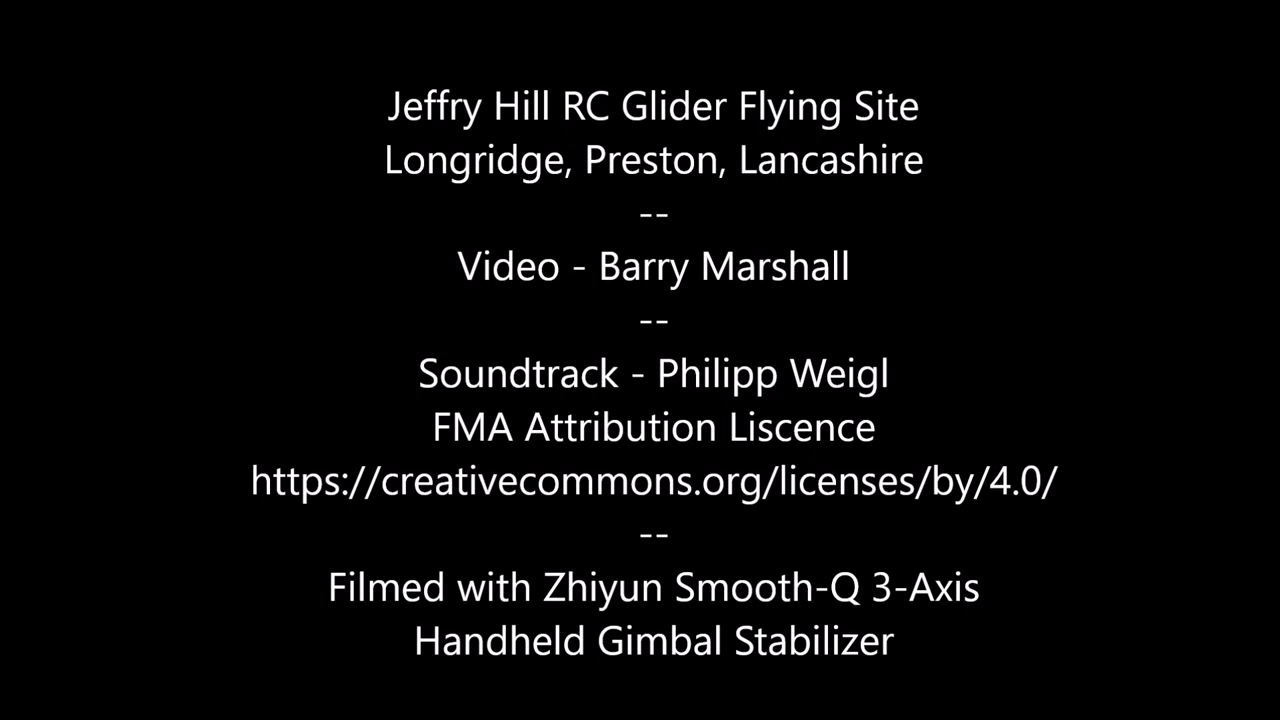 Jeffry Hill RC Glider Flying Site
Longridge, Preston, Lancashire
--
Video - Barry Marshall
--
Soundtrack - Philipp Weigl
FMA Attribution Liscence
https://creativecommons.org/licenses/by/4.0/
--
Filmed with Zhiyun Smooth-Q 3-Axis
Handheld Gimbal Stabilizer